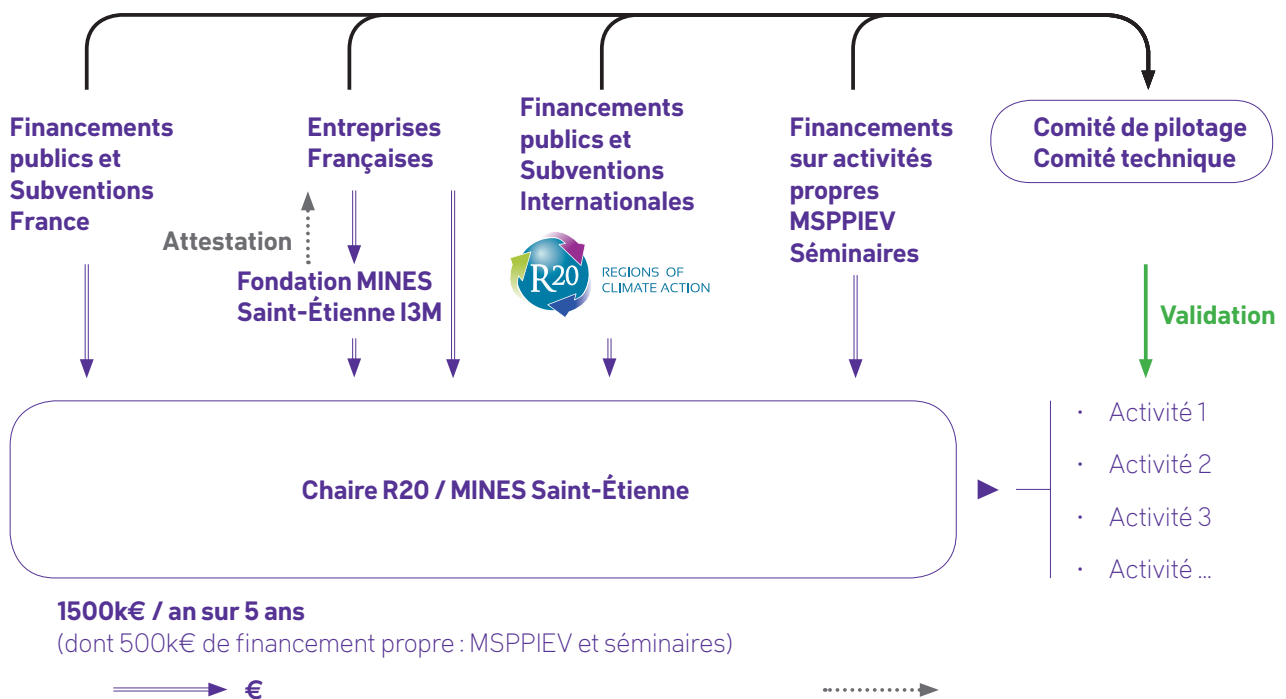 Financements
publics et
Subventions
France
Entreprises
Françaises
Financements
publics et
Subventions
Internationales
Financements
sur activités
propres
MSPPIEV
Séminaires
Comité de pilotage
Comité technique
Attestation
Fondation MINES
Saint-Étienne I3M
R20
REGIONS OF
CLIMATE ACTION
Validation
Chaire R20 / MINES Saint-Étienne
· Activité 1
· Activité 2
· Activité 3
· Activité ...
1500k€ / an sur 5 ans
(dont 500k€ de financement propre : MSPPIEV et séminaires)
€